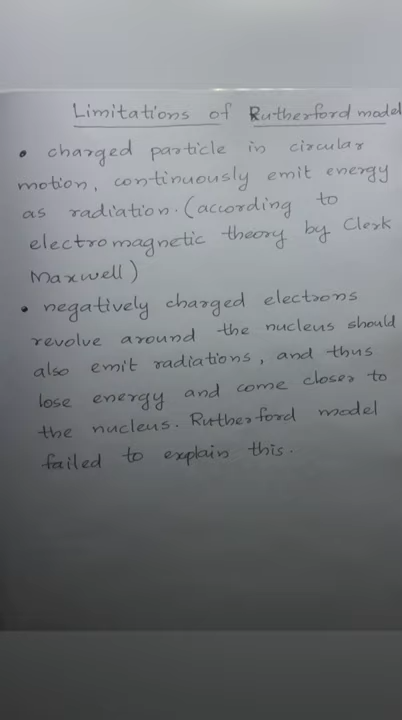 Limitations of Rutherford model
• charged particle in circular
motion, continuously emit energy
as radiation. (according to
electromagnetic theory by Clerk
Maxwell)
• negatively charged electrons
revolve around the nucleus should
also emit radiations, and thus
lose energy and come closer to
the nucleus. Rutherford model
failed to explain this.